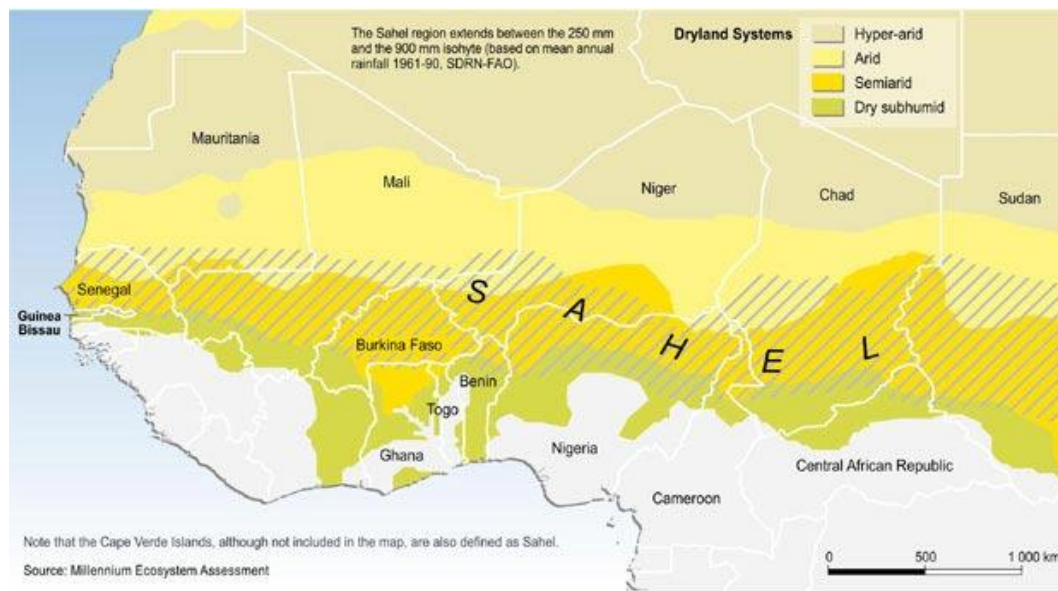 The Sahel region extends between the 250 mm
and the 900 mm isohyte (based on mean annual
rainfall 1961-90, SDRN-FAO).
Dryland Systems
Hyper-arid
Arid
Semiarid
Dry subhumid
Mauritania
Mali
Niger
Chad
Sudan
SAHEL
Senegal
Guinea
Bissau
Burkina Faso
Benin
Togo
Ghana
Nigeria
Central African Republic
Cameroon
Note that the Cape Verde Islands, although not included in the map, are also defined as Sahel.
Source: Millennium Ecosystem Assessment
0 500 1 000 km